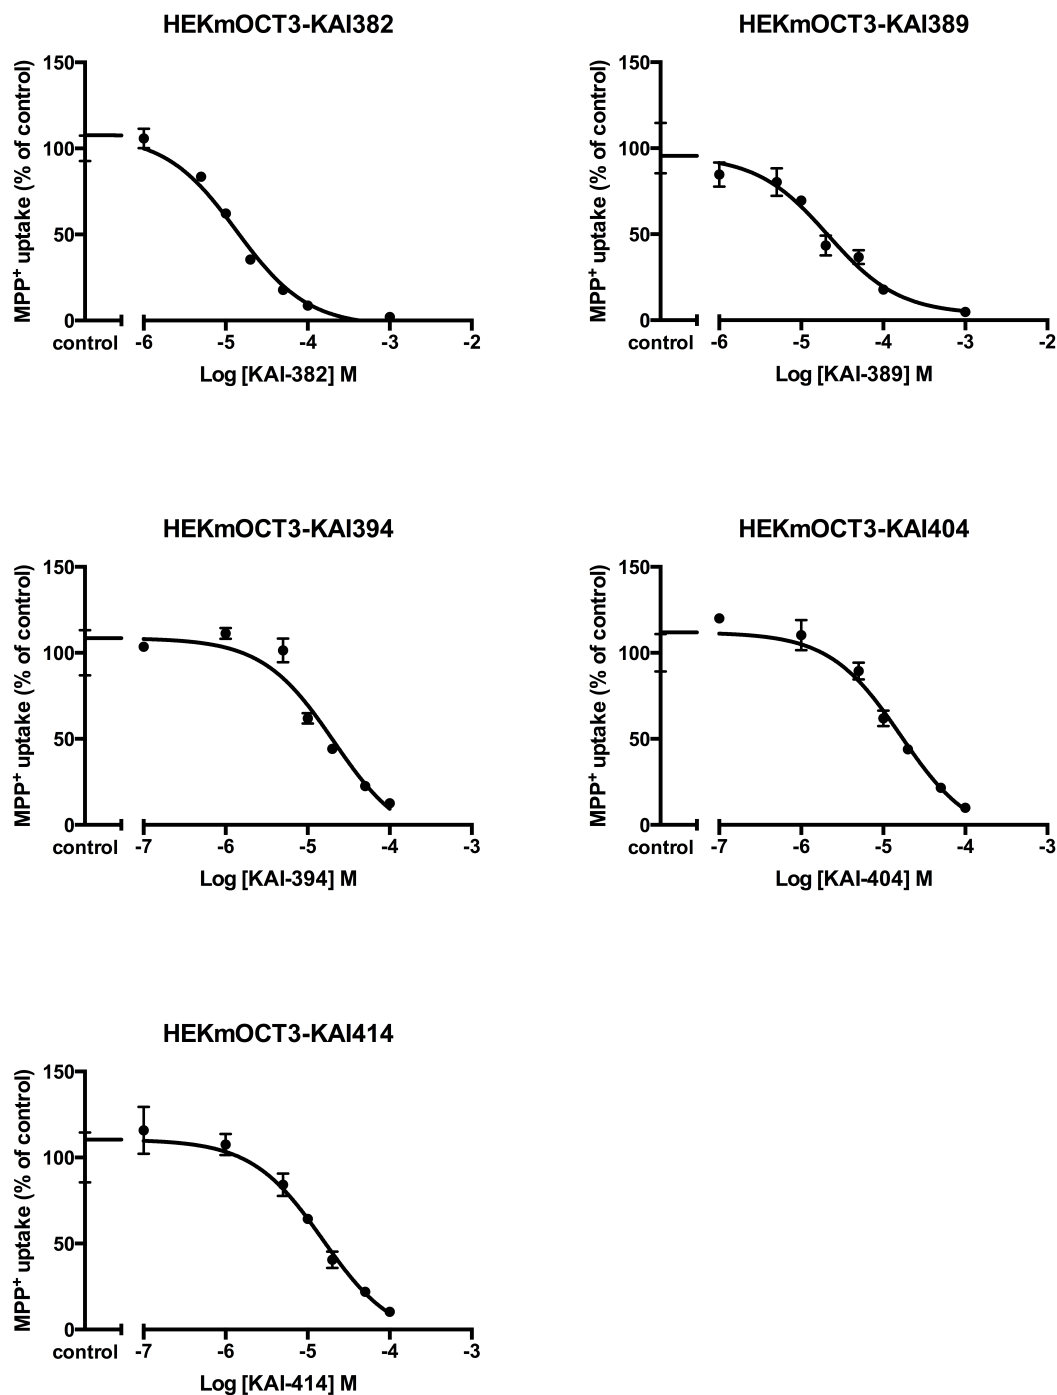 HEKmOCT3-KAI382
MPP+ uptake (% of control)
150
100
50
0
control -6 -5 -4 -3 -2
Log [KAI-382] M
HEKmOCT3-KAI389
MPP+ uptake (% of control)
150
100
50
0
control -6 -5 -4 -3 -2
Log [KAI-389] M
HEKmOCT3-KAI394
MPP+ uptake (% of control)
150
100
50
0
control -7 -6 -5 -4 -3
Log [KAI-394] M
HEKmOCT3-KAI404
MPP+ uptake (% of control)
150
100
50
0
control -7 -6 -5 -4 -3
Log [KAI-404] M
HEKmOCT3-KAI414
MPP+ uptake (% of control)
150
100
50
0
control -7 -6 -5 -4 -3
Log [KAI-414] M